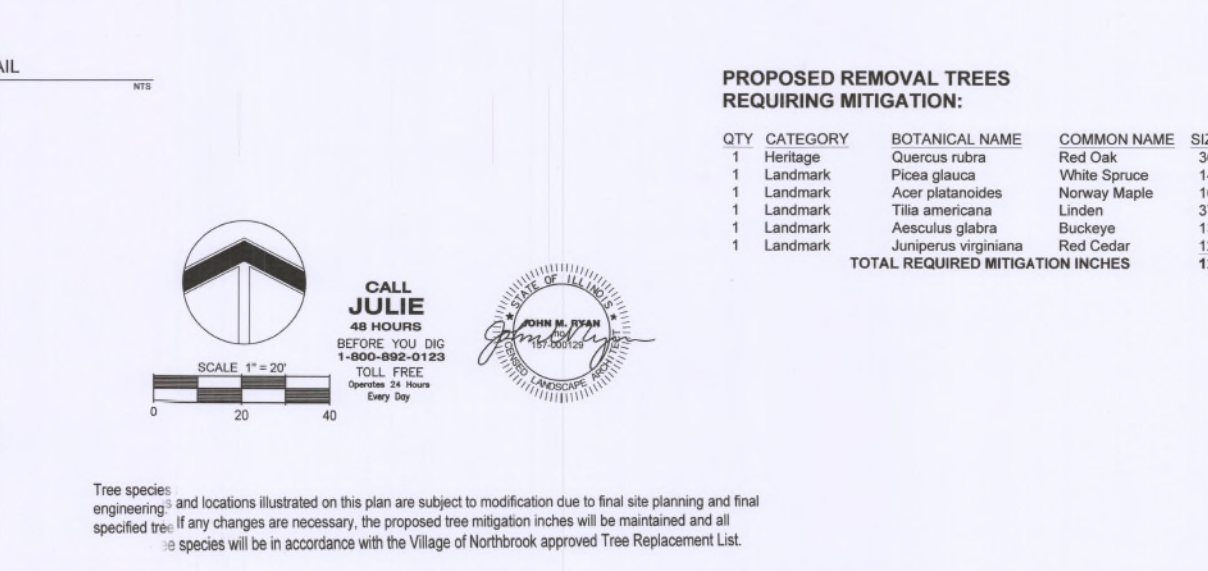 AIL
NTS
PROPOSED REMOVAL TREES
REQUIRING MITIGATION:
QTY CATEGORY BOTANICAL NAME COMMON NAME
1 Heritage Quercus rubra Red Oak
1 Landmark Picea glauca White Spruce
1 Landmark Acer platanoides Norway Maple
1 Landmark Tilia americana Linden
1 Landmark Aesculus glabra Buckeye
1 Landmark Juniperus virginiana Red Cedar
TOTAL REQUIRED MITIGATION INCHES
CALL
JULIE
48 HOURS
BEFORE YOU DIG
1-800-892-0123
TOLL FREE
Operates 24 Hours
Every Day
STATE OF ILLINOIS
JOHN M. RYAN
no
157-000129
LANDSCAPE ARCHITECT
SCALE 1" = 20'
0 20 40
Tree species
engineering. and locations illustrated on this plan are subject to modification due to final site planning and final
specified tree If any changes are necessary, the proposed tree mitigation inches will be maintained and all
species will be in accordance with the Village of Northbrook approved Tree Replacement List.